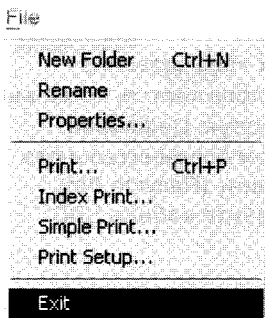 File
New Folder Ctrl+N
Rename
Properties...
Print... Ctrl+P
Index Print...
Simple Print...
Print Setup...
Exit